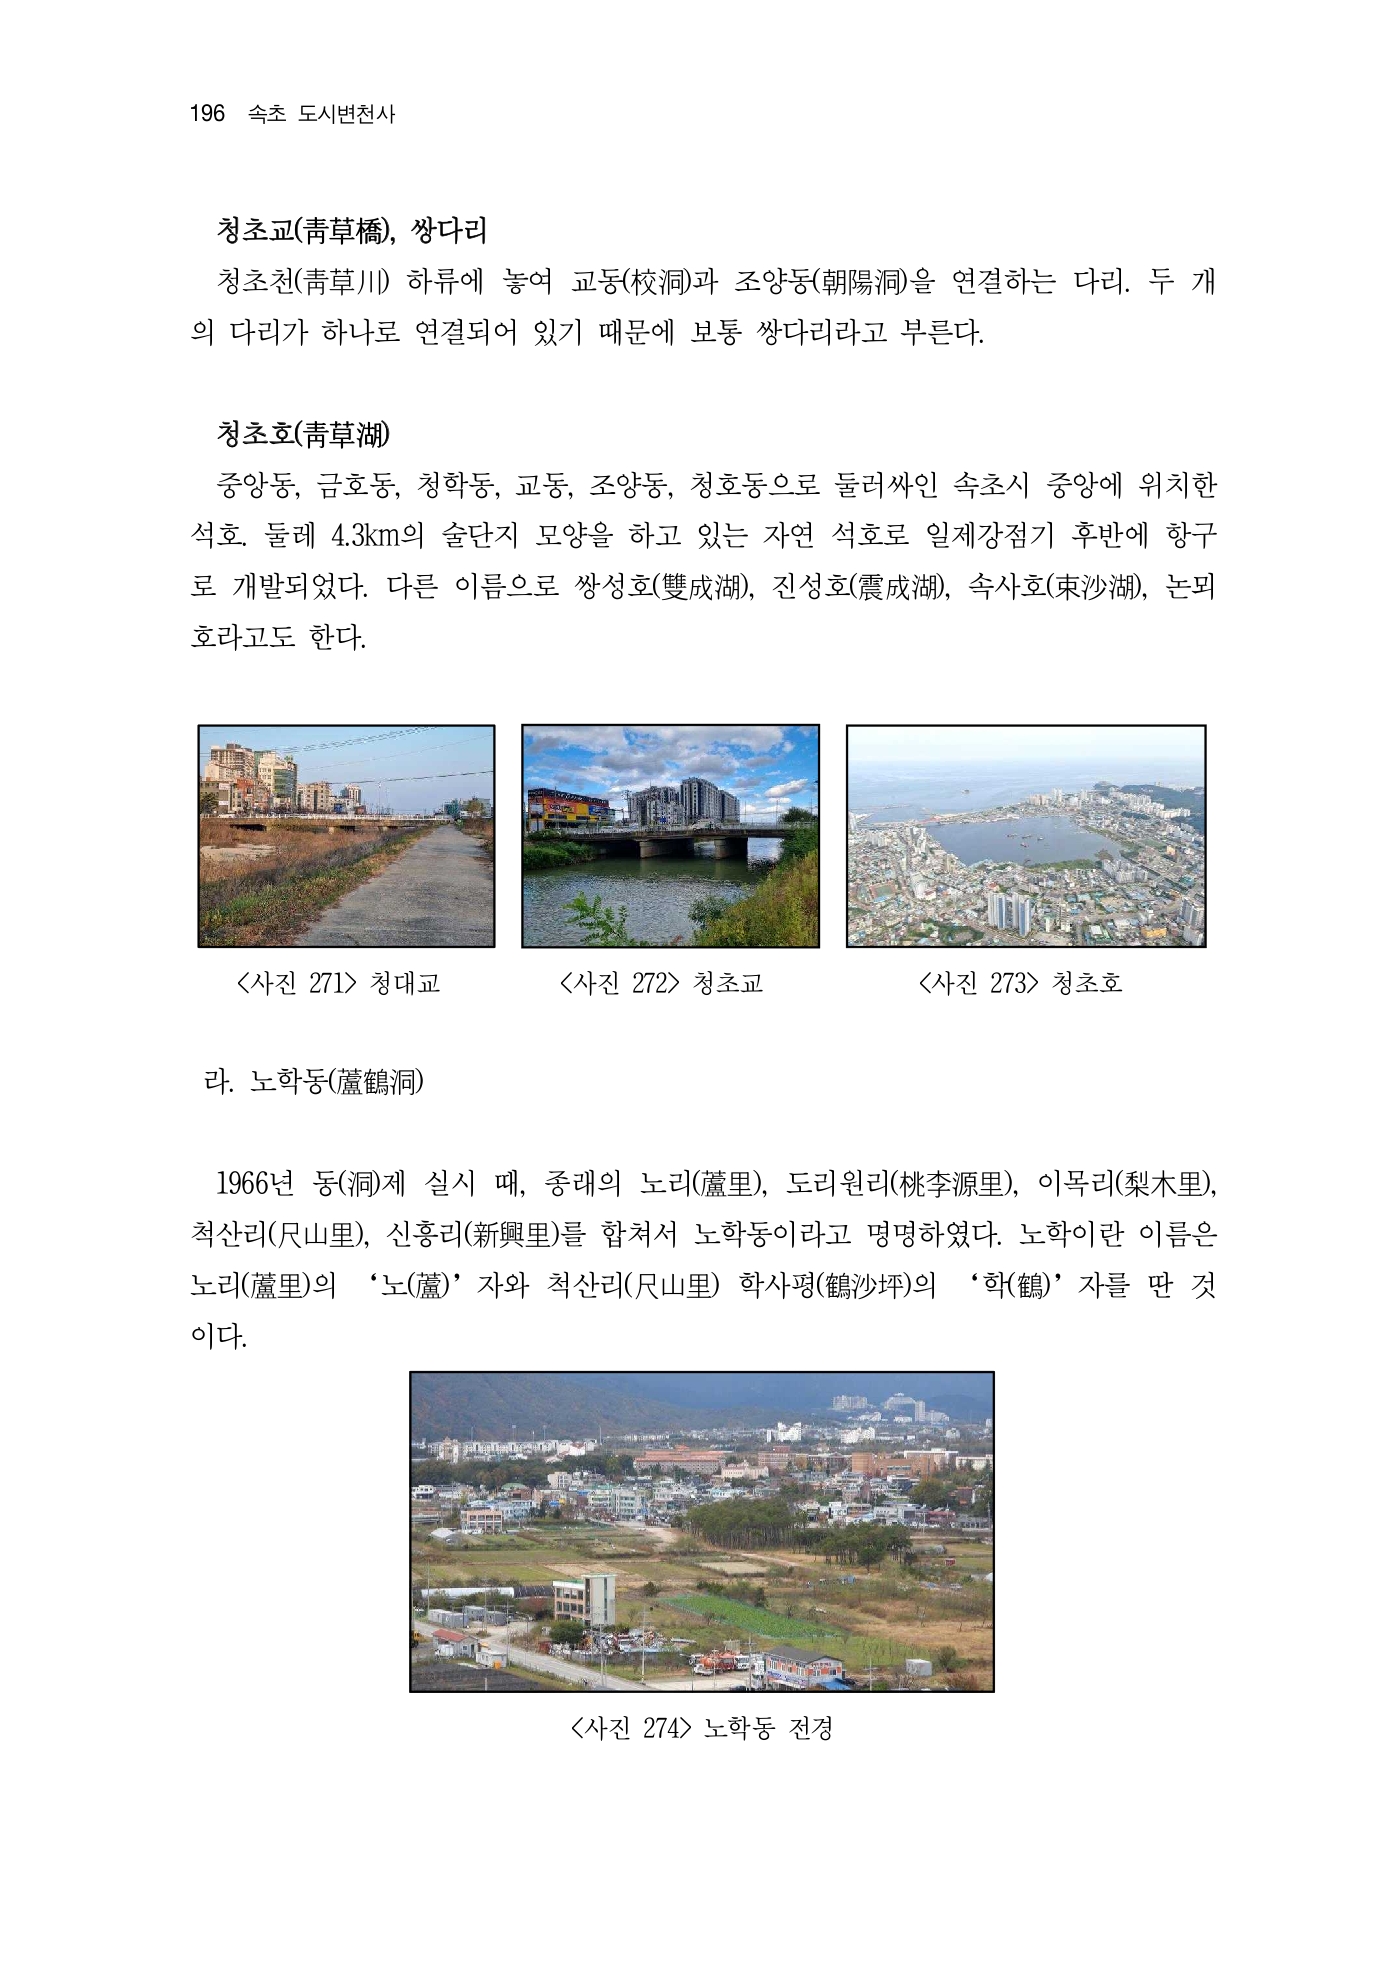 196 속초 도시변천사
청초교(靑草橋), 쌍다리
청초천(靑草川) 하류에 놓여 교동(校洞)과 조양동(朝陽洞)을 연결하는 다리. 두 개
의 다리가 하나로 연결되어 있기 때문에 보통 쌍다리라고 부른다.
청초호(靑草湖)
중앙동, 금호동, 청학동, 교동, 조양동, 청호동으로 둘러싸인 속초시 중앙에 위치한
석호. 둘레 4.3km의 술단지 모양을 하고 있는 자연 석호로 일제강점기 후반에 항구
로 개발되었다. 다른 이름으로 쌍성호(雙成湖), 진성호(震成湖), 속사호(束沙湖), 논뫼
호라고도 한다.
<사진 271> 청대교
<사진 272> 청초교
<사진 273> 청초호
라. 노학동(蘆鶴洞)
1966년 동(洞)제 실시 때, 종래의 노리(蘆里), 도리원리(桃李源里), 이목리(梨木里),
척산리(尺山里), 신흥리(新興里)를 합쳐서 노학동이라고 명명하였다. 노학이란 이름은
노리(蘆里)의 ‘노(蘆)’자와 척산리(尺山里) 학사평(鶴沙坪)의 ‘학(鶴)’자를 딴 것
이다.
<사진 274> 노학동 전경